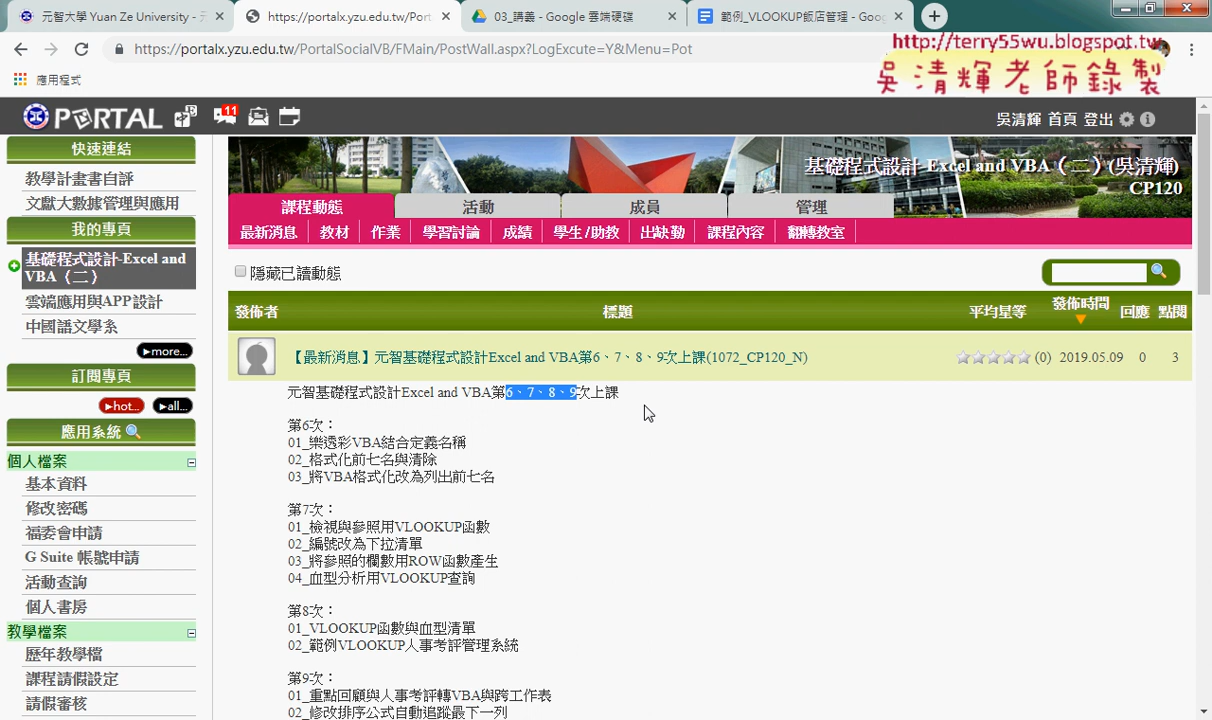 元智大學 Yuan Ze University - 元
https://portalx.yzu.edu.tw/Port
03_講義 - Google 雲端硬碟
範例_VLOOKUP飯店管理 - Goog
https://portalx.yzu.edu.tw/PortalSocialVB/FMain/PostWall.aspx?LogExcute=Y&Menu=Pot
http://terry55wu.blogspot.tw
吳清輝老師錄製
應用程式
PORTAL
11
吳清輝 首頁 登出
快速連結
教學計畫書自評
文獻大數據管理與應用
我的專頁
基礎程式設計-Excel and VBA（二）
雲端應用與APP設計
中國語文學系
▶more...
訂閱專頁
▶hot... ▶all...
應用系統
個人檔案
基本資料
修改密碼
福委會申請
G Suite 帳號申請
活動查詢
個人書房
教學檔案
歷年教學檔
課程請假設定
請假審核
基礎程式設計-Excel and VBA（二）(吳清輝)
CP120
課程動態 活動 成員 管理
最新消息 教材 作業 學習討論 成績 學生/助教 出缺勤 課程內容 翻轉教室
隱藏已讀動態
發佈者 標題 平均星等 發佈時間 回應 點閱
【最新消息】元智基礎程式設計Excel and VBA第6、7、8、9次上課(1072_CP120_N) (0) 2019.05.09 0 3
元智基礎程式設計Excel and VBA第6、7、8、9次上課
第6次：
01_樂透彩VBA結合定義名稱
02_格式化前七名與清除
03_將VBA格式化改為列出前七名
第7次：
01_檢視與參照用VLOOKUP函數
02_編號改為下拉清單
03_將參照的欄數用ROW函數產生
04_血型分析用VLOOKUP查詢
第8次：
01_VLOOKUP函數與血型清單
02_範例VLOOKUP人事考評管理系統
第9次：
01_重點回顧與人事考評轉VBA與跨工作表
02_修改排序公式自動追蹤最下一列